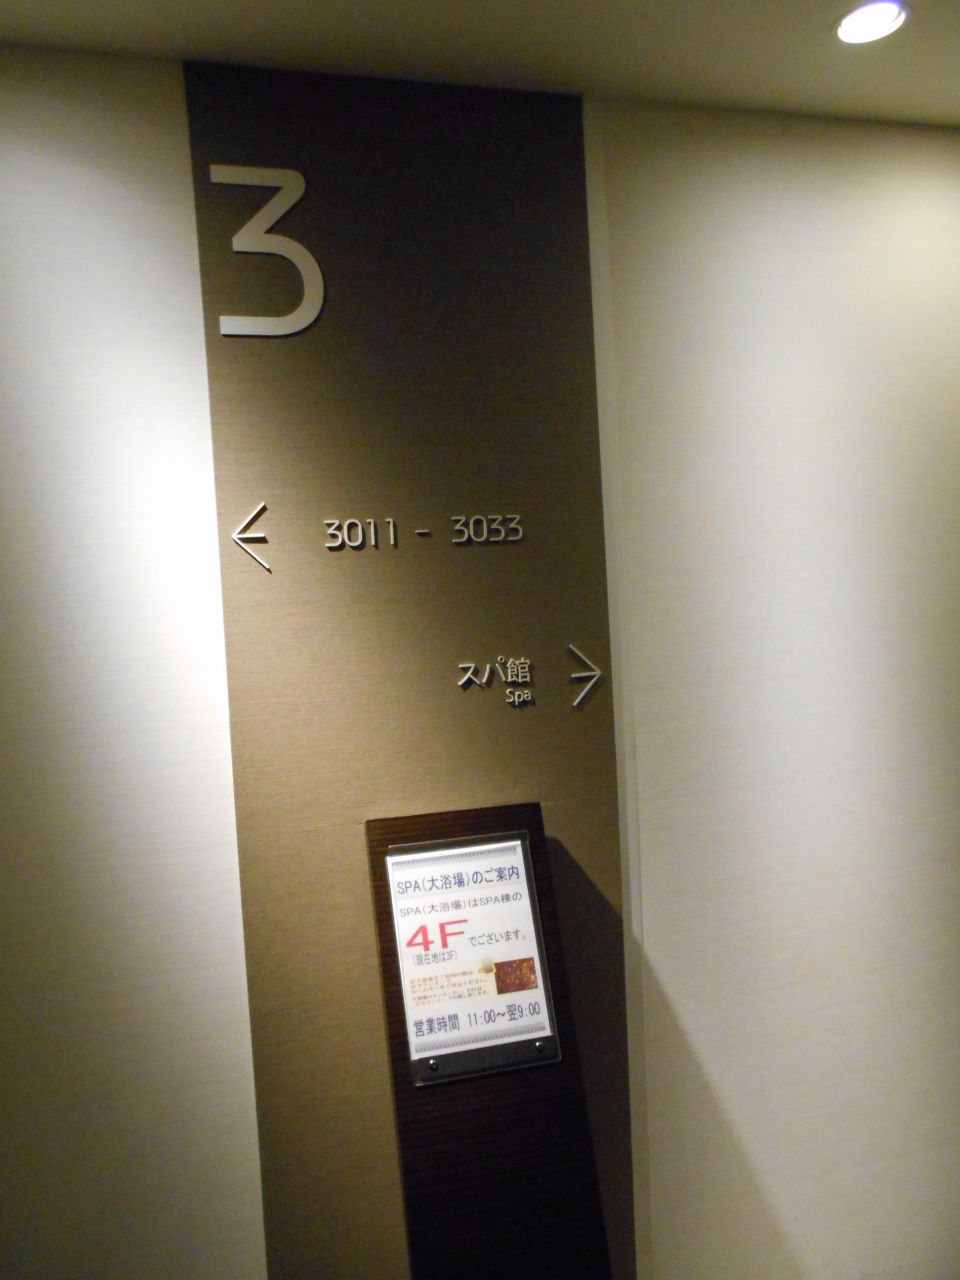 3
3011 - 3033
スパ館
Spa
SPA(大浴場)のご案内
SPA(大浴場)はSPA棟の
4Fでございます。
(現在地は3F)
営業時間 11:00〜翌9:00